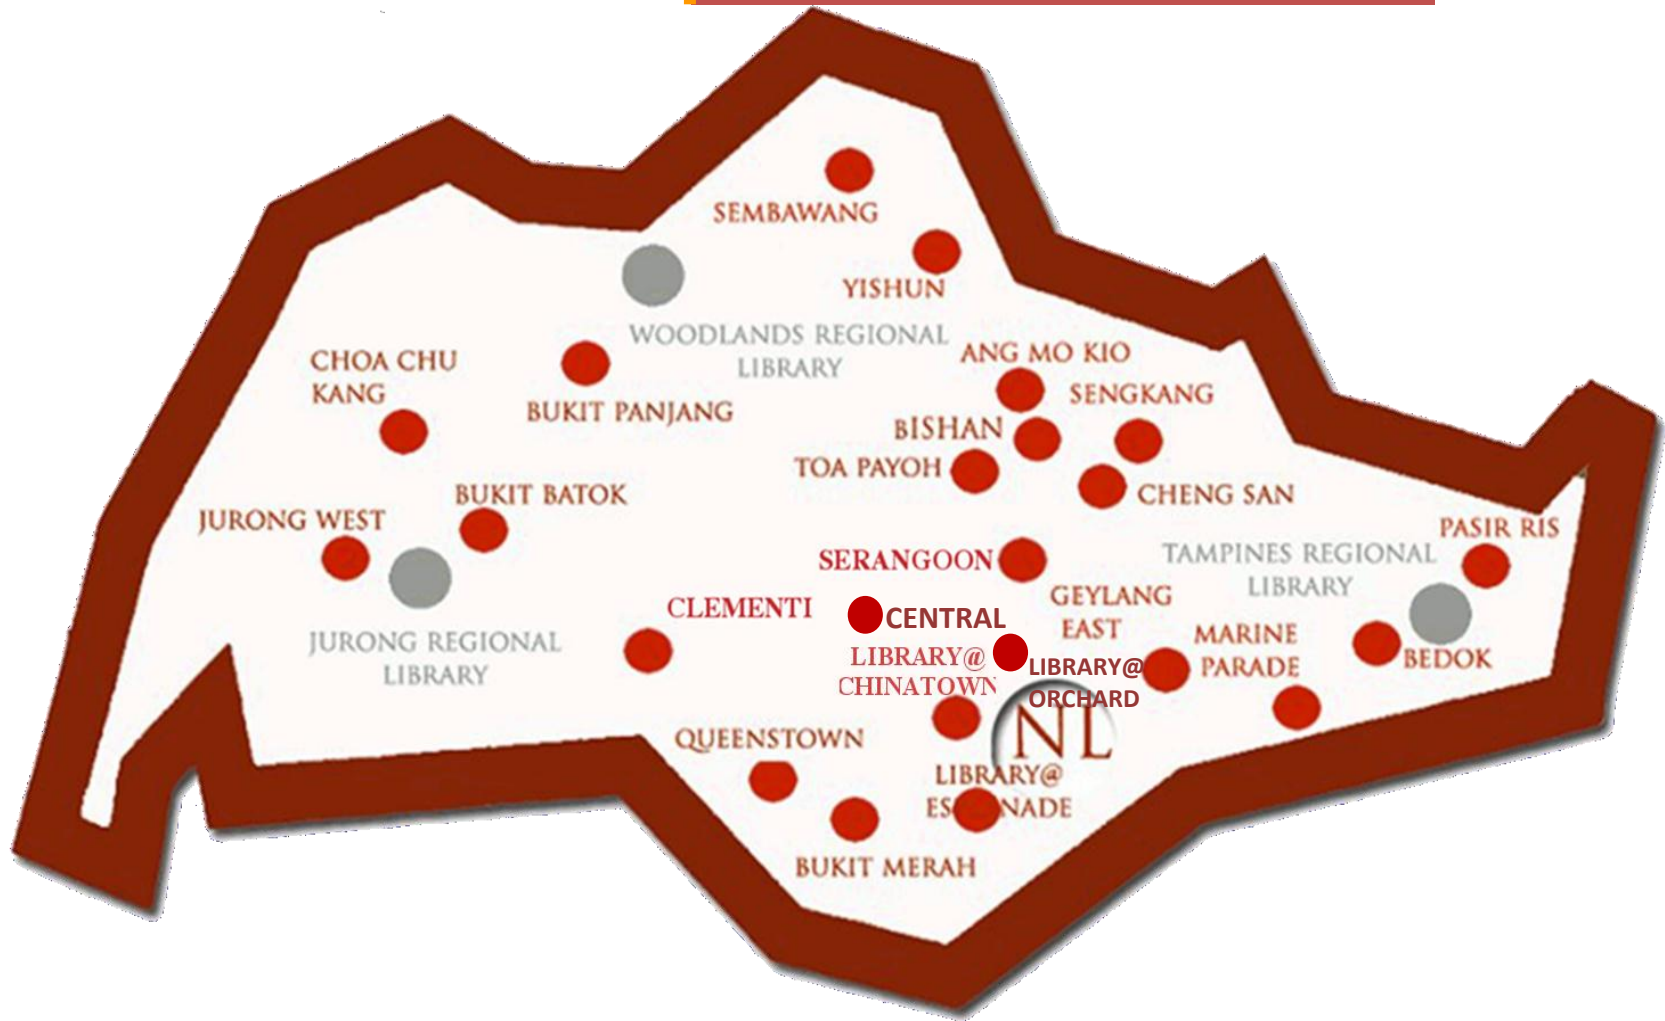 SEMBAWANG
YISHUN
WOODLANDS REGIONAL
LIBRARY
ANG MO KIO
CHOA CHU
KANG
SENGKANG
BUKIT PANJANG
BISHAN
TOA PAYOH
BUKIT BATOK
CHENG SAN
JURONG WEST
PASIR RIS
SERANGOON
TAMPINES REGIONAL
LIBRARY
GEYLANG
EAST
CLEMENTI
CENTRAL
MARINE
PARADE
JURONG REGIONAL
LIBRARY
LIBRARY@
CHINATOWN
BEDOK
LIBRARY@
ORCHARD
NL
QUEENSTOWN
LIBRARY@
ES NADE
BUKIT MERAH